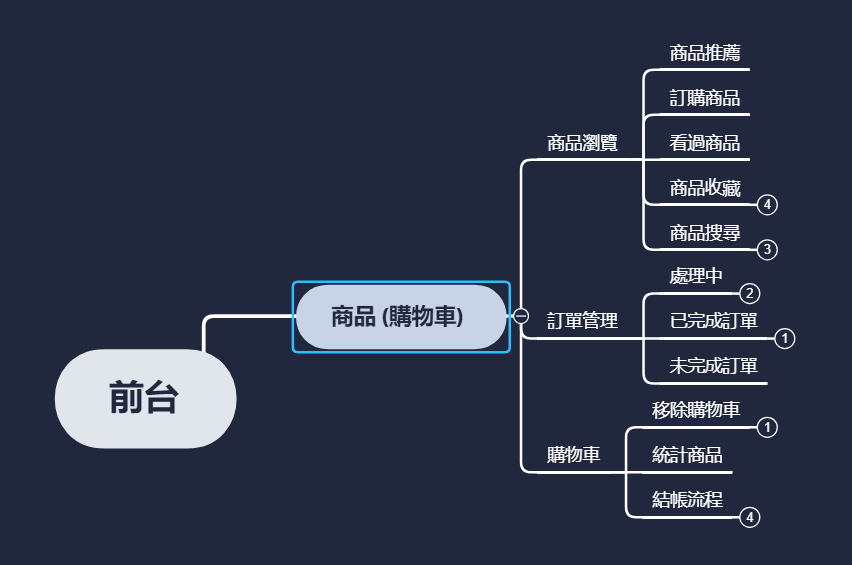 前台
商品 (購物車)
商品瀏覽
商品推薦
訂購商品
看過商品
商品收藏 4
商品搜尋 3
訂單管理
處理中 2
已完成訂單 1
未完成訂單
購物車
移除購物車 1
統計商品
結帳流程 4